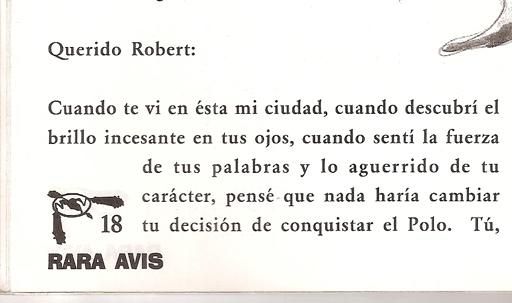 Querido Robert:
Cuando te vi en ésta mi ciudad, cuando descubrí el
brillo incesante en tus ojos, cuando sentí la fuerza
de tus palabras y lo aguerrido de tu
carácter, pensé que nada haría cambiar
tu decisión de conquistar el Polo. Tú,
18
RARA AVIS